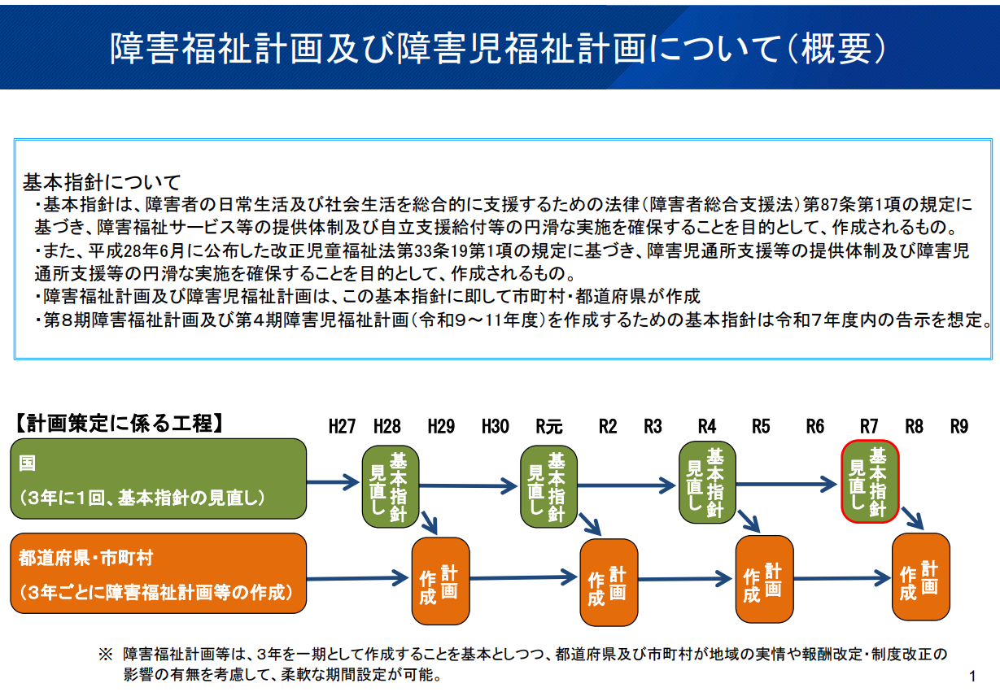 障害福祉計画及び障害児福祉計画について(概要)
基本指針について
・基本指針は、障害者の日常生活及び社会生活を総合的に支援するための法律(障害者総合支援法)第87条第1項の規定に
基づき、障害福祉サービス等の提供体制及び自立支援給付等の円滑な実施を確保することを目的として、作成されるもの。
・また、平成28年6月に公布した改正児童福祉法第33条19第1項の規定に基づき、障害児通所支援等の提供体制及び障害児
通所支援等の円滑な実施を確保することを目的として、作成されるもの。
・障害福祉計画及び障害児福祉計画は、この基本指針に即して市町村・都道府県が作成
・第8期障害福祉計画及び第4期障害児福祉計画(令和9～11年度)を作成するための基本指針は令和7年度内の告示を想定。
【計画策定に係る工程】
H27 H28 H29 H30 R元 R2 R3 R4 R5 R6 R7 R8 R9
国
(3年に1回、基本指針の見直し)
基本指針
見直し
基本指針
見直し
基本指針
見直し
基本指針
見直し
都道府県・市町村
(3年ごとに障害福祉計画等の作成)
計画
作成
計画
作成
計画
作成
計画
作成
※ 障害福祉計画等は、3年を一期として作成することを基本としつつ、都道府県及び市町村が地域の実情や報酬改定・制度改正の
影響の有無を考慮して、柔軟な期間設定が可能。
1